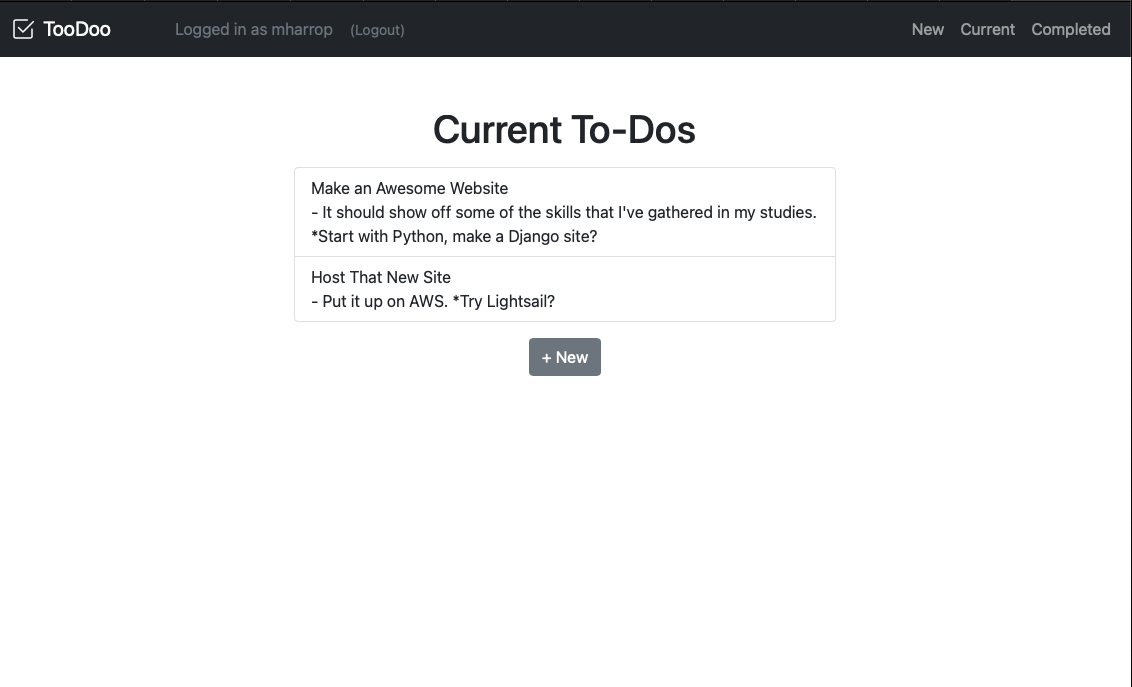 TooDoo Logged in as mharrop (Logout) New Current Completed
Current To-Dos
Make an Awesome Website
- It should show off some of the skills that I've gathered in my studies.
*Start with Python, make a Django site?
Host That New Site
- Put it up on AWS. *Try Lightsail?
+ New